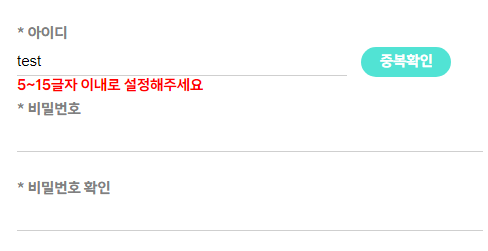 * 아이디
test
중복확인
5~15글자 이내로 설정해주세요
* 비밀번호
* 비밀번호 확인